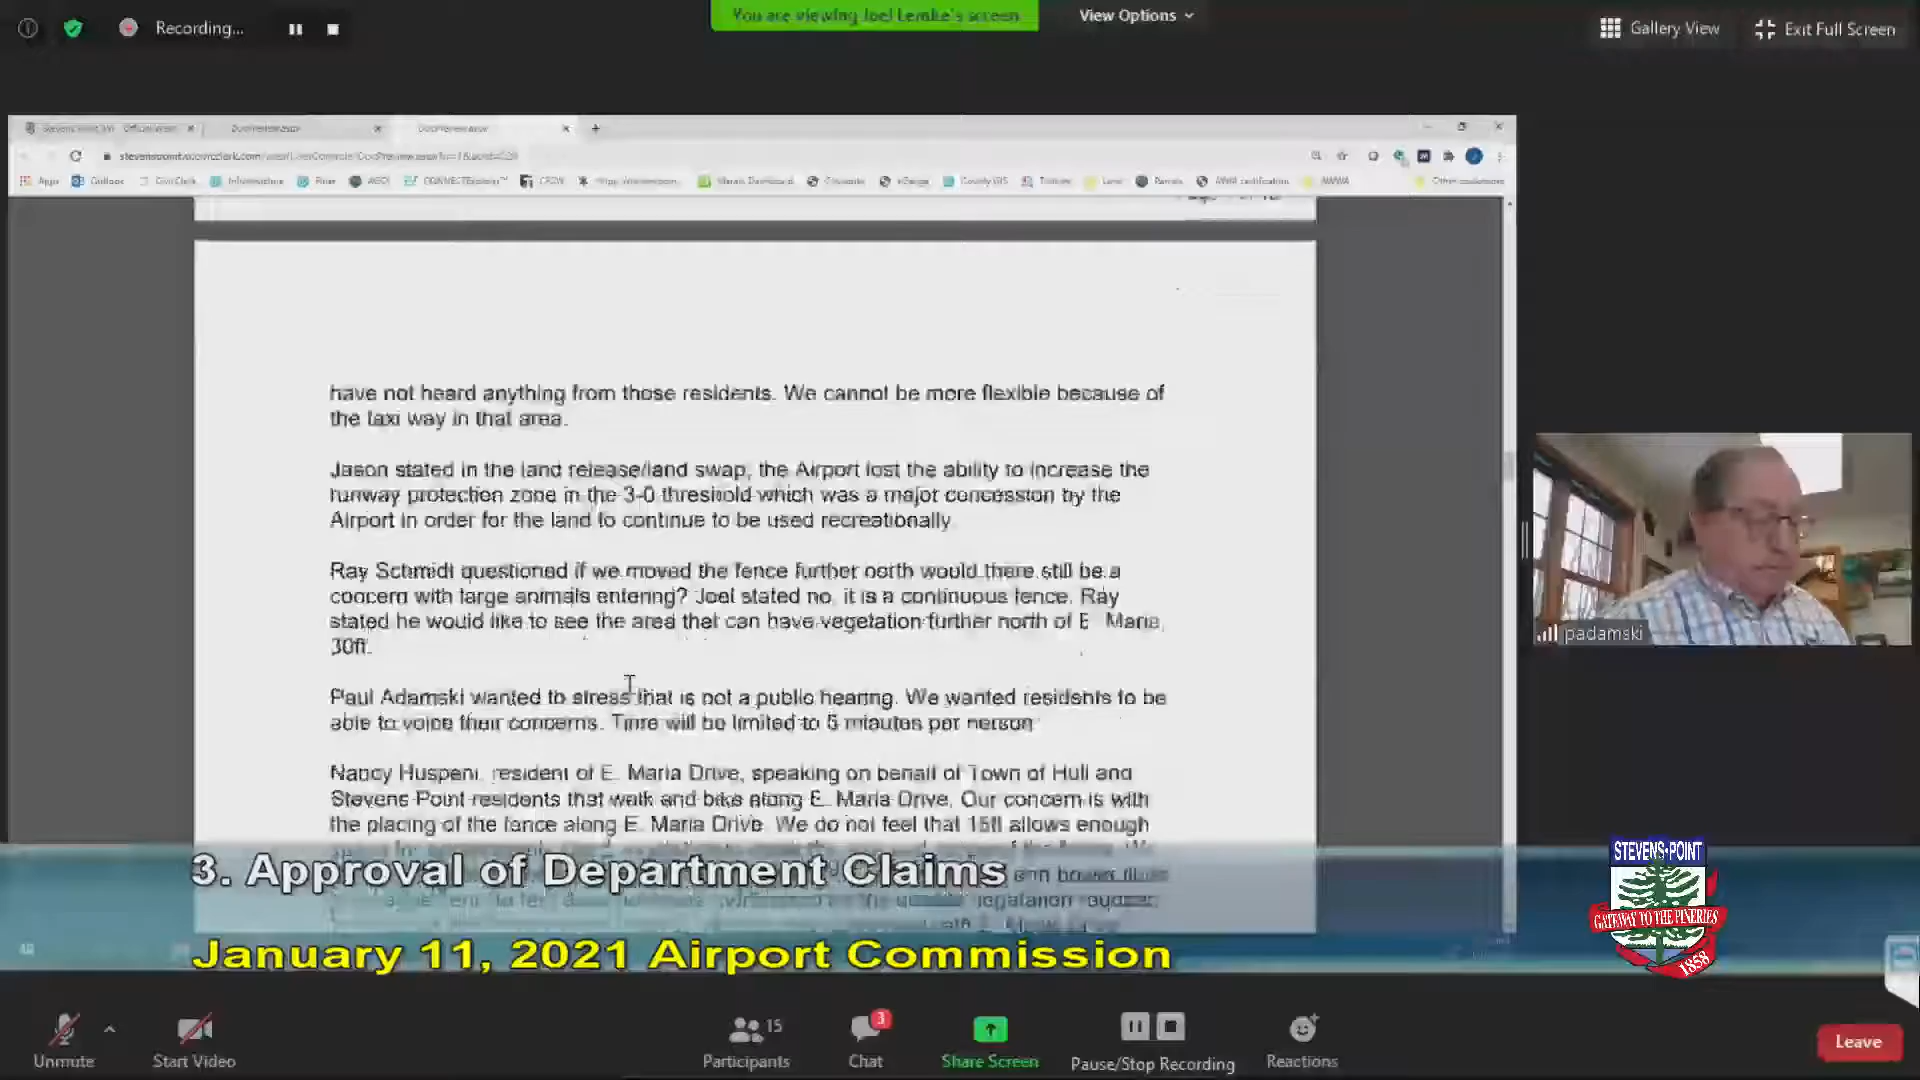 Recording...
You are viewing Joel Lemke's screen
View Options
Gallery View
Exit Full Screen
Apps
Outlook
CivicClerk
Infrastructure
County GIS
AWWA certification
AWWA
have not heard anything from those residents. We cannot be more flexible because of
the taxi way in that area.
Jason stated in the land release/land swap, the Airport lost the ability to increase the
runway protection zone in the 3-0 threshold which was a major concession by the
Airport in order for the land to continue to be used recreationally
Ray Schmidt questioned if we moved the fence further north would there still be a
concern with large animals entering? Joel stated no, it is a continuous fence. Ray
stated he would like to see the area that can have vegetation further north of E. Maria,
30ft.
Paul Adamski wanted to stress that is not a public hearing. We wanted residents to be
able to voice their concerns. Time will be limited to 5 minutes per person
Nancy Huspeni, resident of E. Maria Drive, speaking on behalf of Town of Hull and
Stevens Point residents that walk and bike along E. Maria Drive. Our concern is with
the placing of the fence along E. Maria Drive. We do not feel that 15ft allows enough
padamski
3. Approval of Department Claims
January 11, 2021 Airport Commission
STEVENS·POINT
GATEWAY TO THE PINERIES
1858
Unmute
Start Video
15
Participants
3
Chat
Share Screen
Pause/Stop Recording
Reactions
Leave